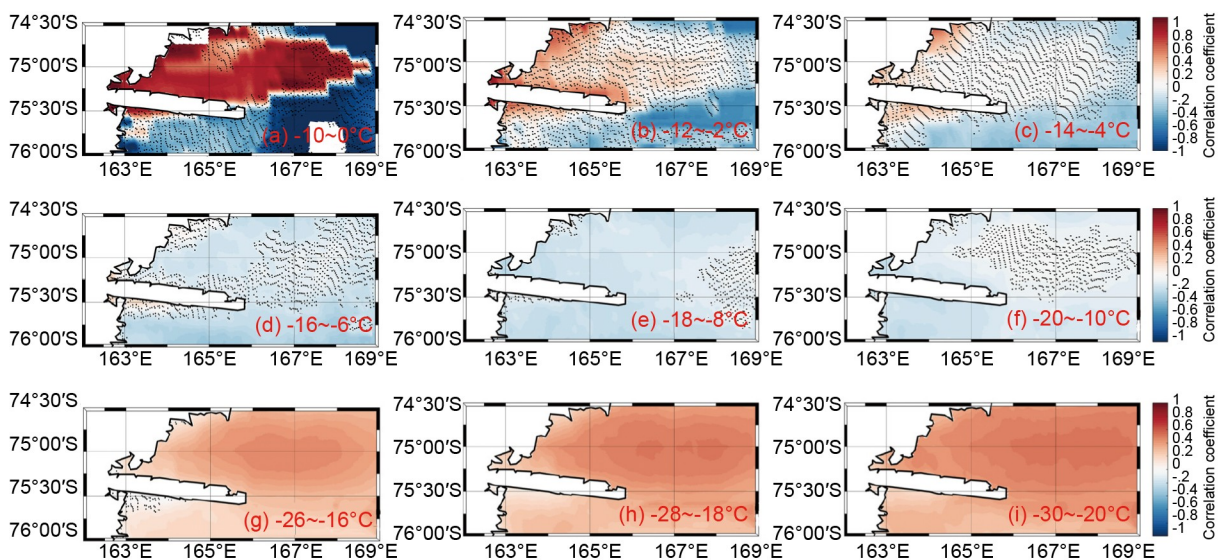 74°30′S
75°00′S
75°30′S
76°00′S
163°E 165°E 167°E 169°E
(a) -10~0°C
74°30′S
75°00′S
75°30′S
76°00′S
163°E 165°E 167°E 169°E
(b) -12~-2°C
74°30′S
75°00′S
75°30′S
76°00′S
163°E 165°E 167°E 169°E
(c) -14~-4°C
1
0.8
0.6
0.4
0.2
0
-2
-0.4
-0.6
-0.8
-1
Correlation coefficient
74°30′S
75°00′S
75°30′S
76°00′S
163°E 165°E 167°E 169°E
(d) -16~-6°C
74°30′S
75°00′S
75°30′S
76°00′S
163°E 165°E 167°E 169°E
(e) -18~-8°C
74°30′S
75°00′S
75°30′S
76°00′S
163°E 165°E 167°E 169°E
(f) -20~-10°C
1
0.8
0.6
0.4
0.2
0
-2
-0.4
-0.6
-0.8
-1
Correlation coefficient
74°30′S
75°00′S
75°30′S
76°00′S
163°E 165°E 167°E 169°E
(g) -26~-16°C
74°30′S
75°00′S
75°30′S
76°00′S
163°E 165°E 167°E 169°E
(h) -28~-18°C
74°30′S
75°00′S
75°30′S
76°00′S
163°E 165°E 167°E 169°E
(i) -30~-20°C
1
0.8
0.6
0.4
0.2
0
-2
-0.4
-0.6
-0.8
-1
Correlation coefficient